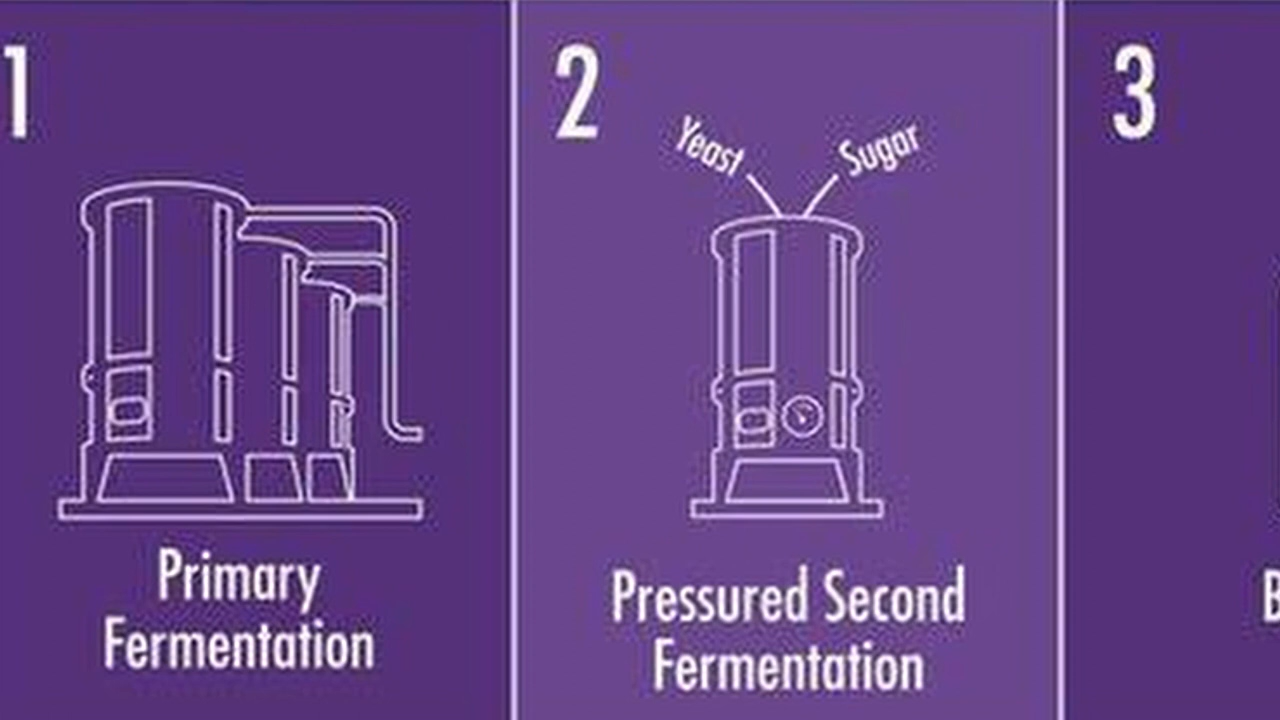 1
Primary
Fermentation
2
Yeast
Sugar
Pressured Second
Fermentation
3